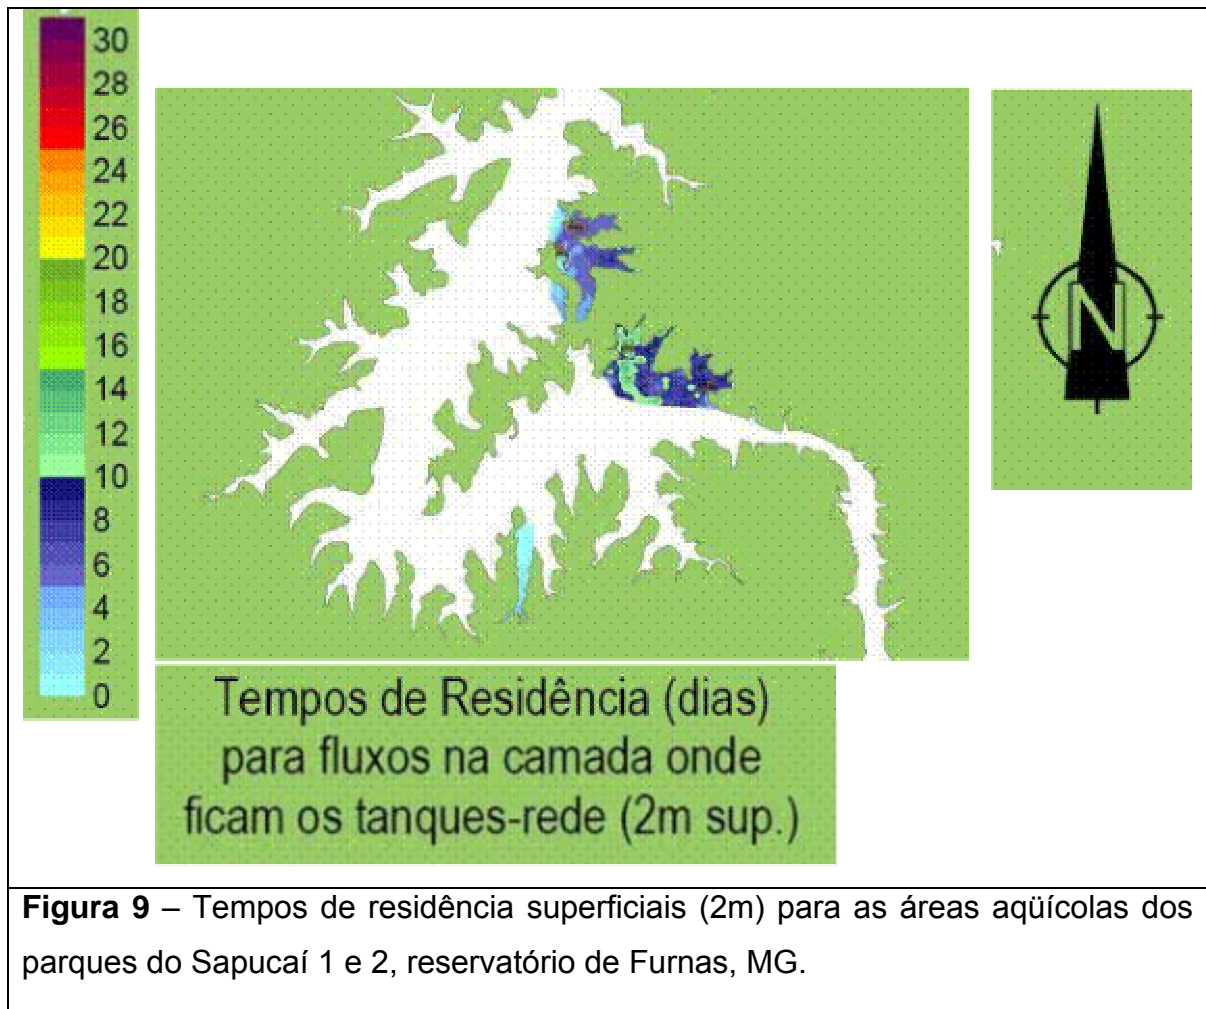 30
28
26
24
22
20
18
16
14
12
10
8
6
4
2
0
N
Tempos de Residência (dias)
para fluxos na camada onde
ficam os tanques-rede (2m sup.)
Figura 9 – Tempos de residência superficiais (2m) para as áreas aqüícolas dos
parques do Sapucaí 1 e 2, reservatório de Furnas, MG.